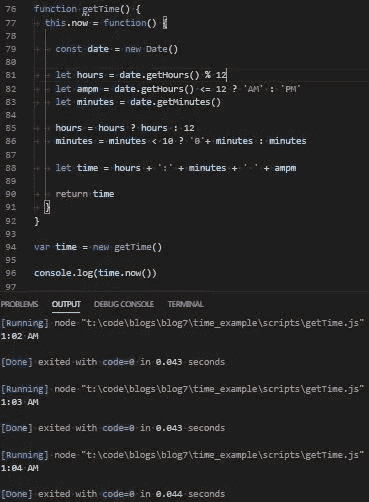 76 function getTime() {
77 this.now = function() {
78
79 const date = new Date()
80
81 let hours = date.getHours() % 12
82 let ampm = date.getHours() <= 12 ? `AM` : `PM`
83 let minutes = date.getMinutes()
84
85 hours = hours ? hours : 12
86 minutes = minutes < 10 ? `0`+ minutes : minutes
87
88 let time = hours + `:` + minutes + ` ` + ampm
89
90 return time
91 }
92 }
93
94 var time = new getTime()
95
96 console.log(time.now())
97
PROBLEMS OUTPUT DEBUG CONSOLE TERMINAL
[Running] node "t:\code\blogs\blog7\time_example\scripts\getTime.js"
1:02 AM
[Done] exited with code=0 in 0.043 seconds
[Running] node "t:\code\blogs\blog7\time_example\scripts\getTime.js"
1:03 AM
[Done] exited with code=0 in 0.043 seconds
[Running] node "t:\code\blogs\blog7\time_example\scripts\getTime.js"
1:04 AM
[Done] exited with code=0 in 0.044 seconds